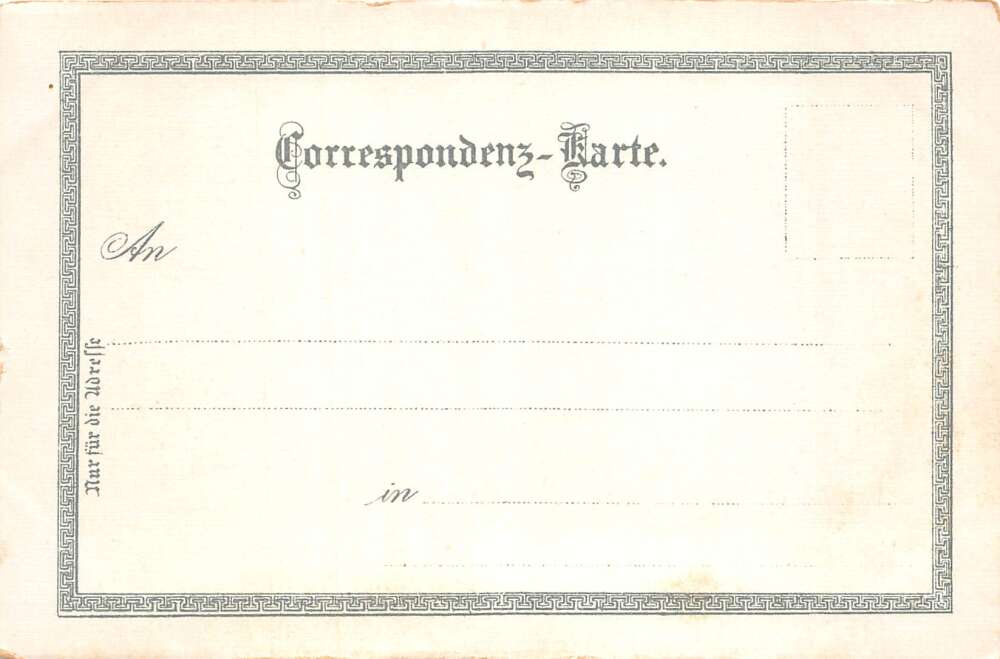 Correspondenz-Karte.
An
Nur für die Adresse
in